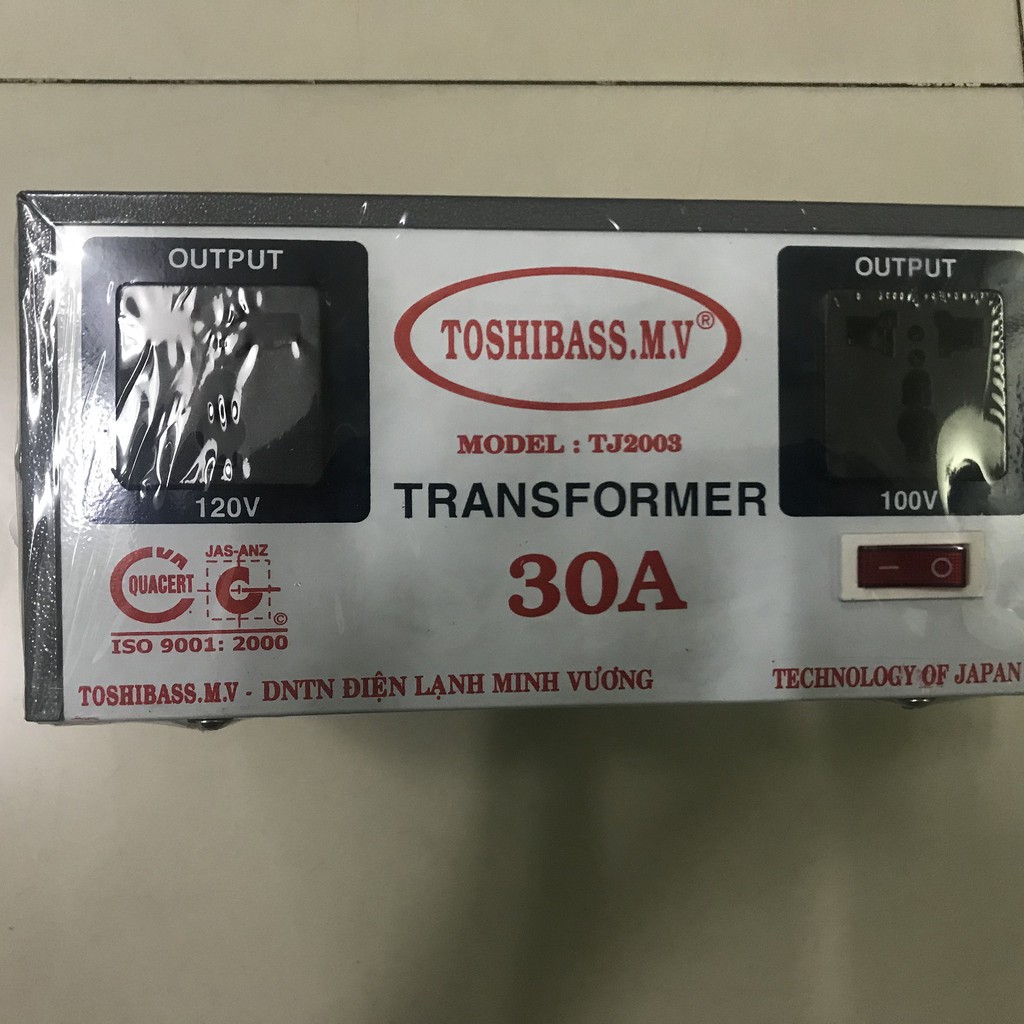 OUTPUT
120V
TOSHIBASS.M.V®
MODEL : TJ2003
TRANSFORMER
30A
OUTPUT
100V
— O
QUACERT
JAS-ANZ
©
ISO 9001: 2000
TOSHIBASS.M.V - DNTN ĐIỆN LẠNH MINH VƯƠNG
TECHNOLOGY OF JAPAN